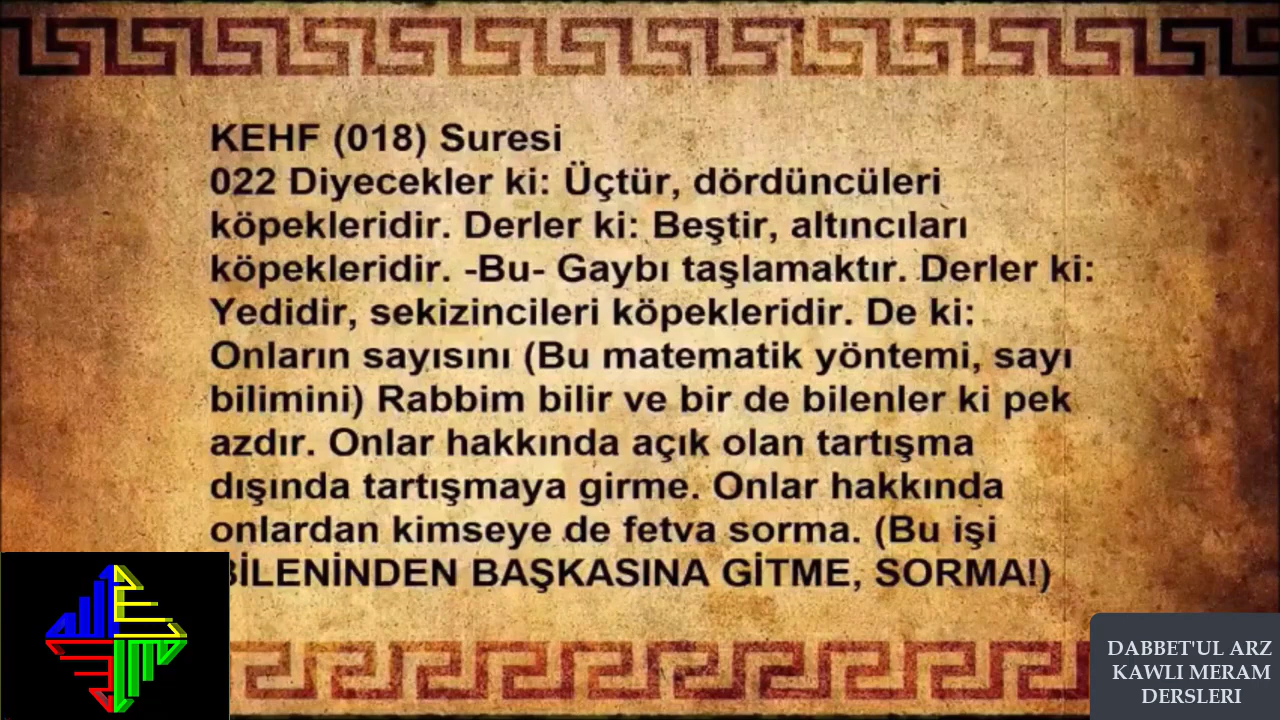 KEHF (018) Suresi
022 Diyecekler ki: Üçtür, dördüncüleri
köpekleridir. Derler ki: Beştir, altıncıları
köpekleridir. -Bu- Gaybı taşlamaktır. Derler ki:
Yedidir, sekizincileri köpekleridir. De ki:
Onların sayısını (Bu matematik yöntemi, sayı
bilimini) Rabbim bilir ve bir de bilenler ki pek
azdır. Onlar hakkında açık olan tartışma
dışında tartışmaya girme. Onlar hakkında
onlardan kimseye de fetva sorma. (Bu işi
BİLENİNDEN BAŞKASINA GİTME, SORMA!)
DABBET'UL ARZ
KAWLI MERAM
DERSLERI